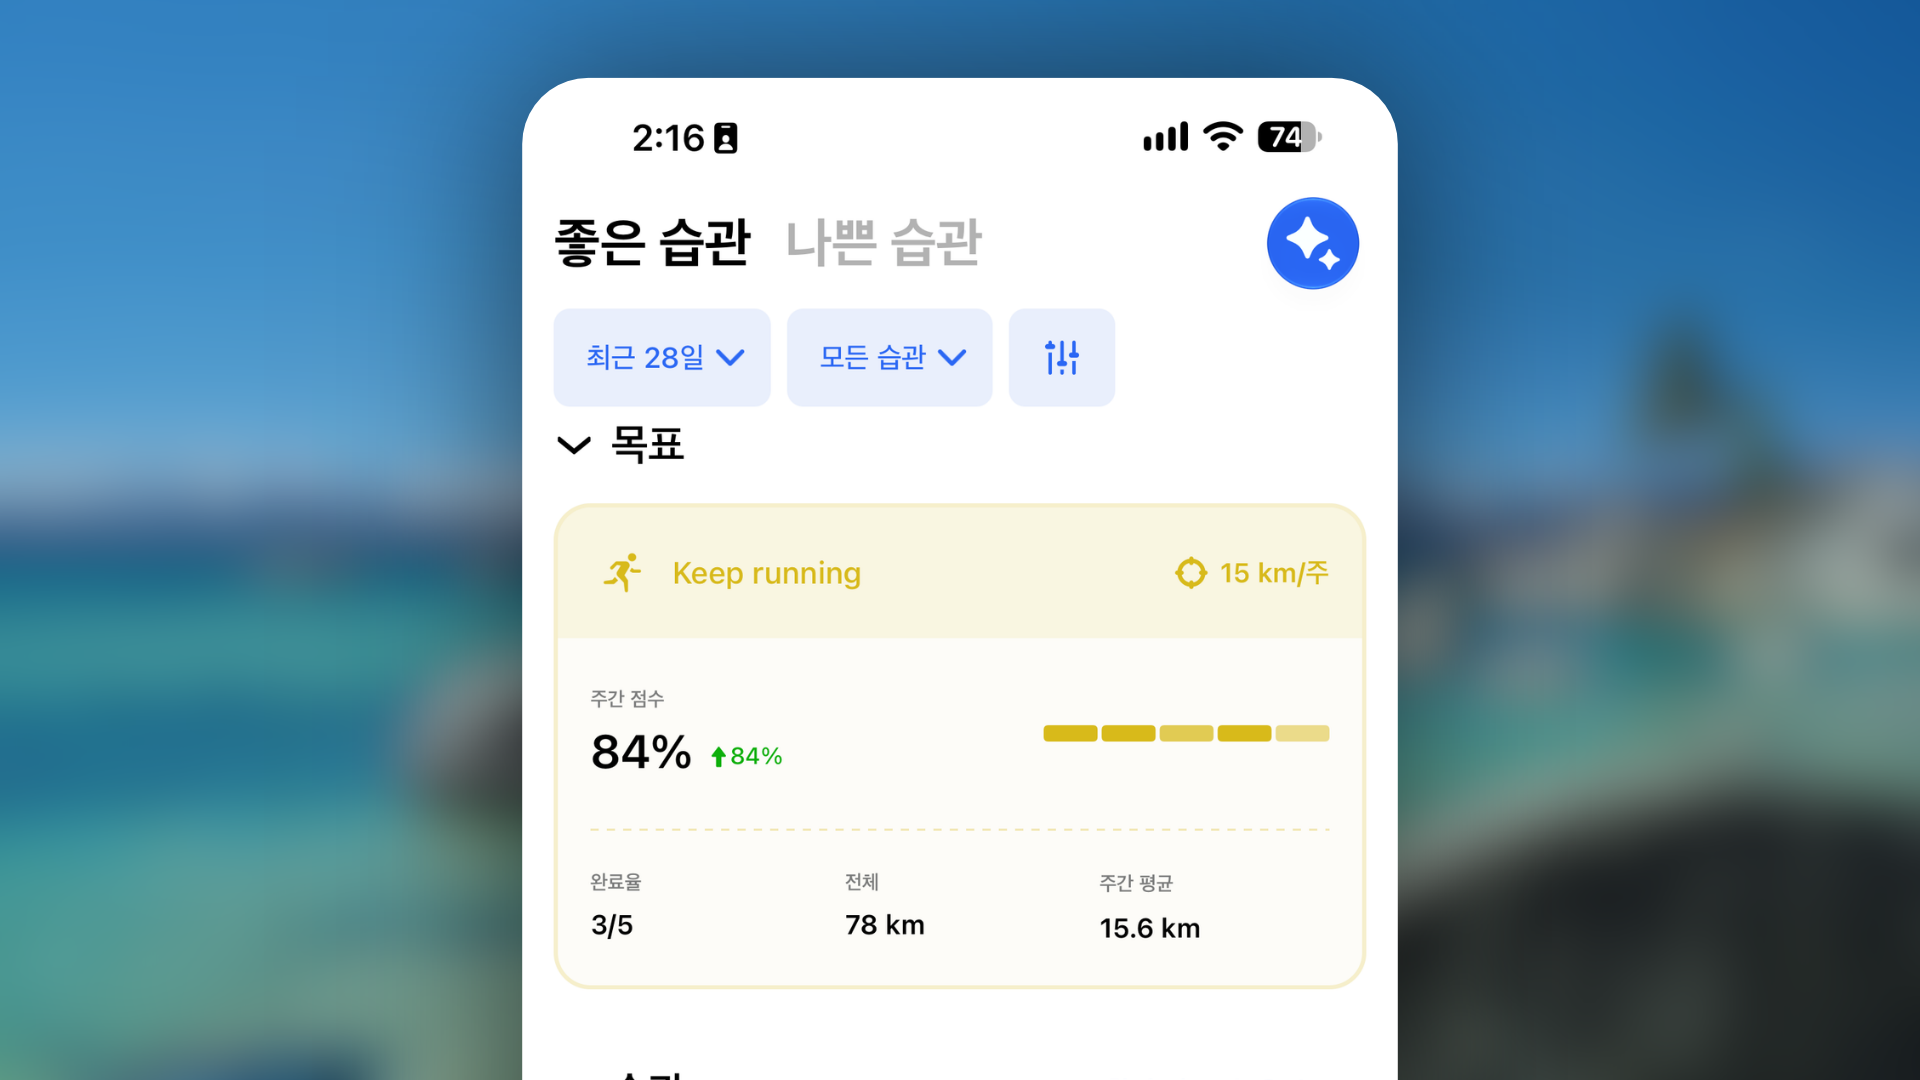 2:16
74
좋은 습관 나쁜 습관
최근 28일 모든 습관
목표
Keep running 15 km/주
주간 점수
84% 84%
완료율 전체 주간 평균
3/5 78 km 15.6 km